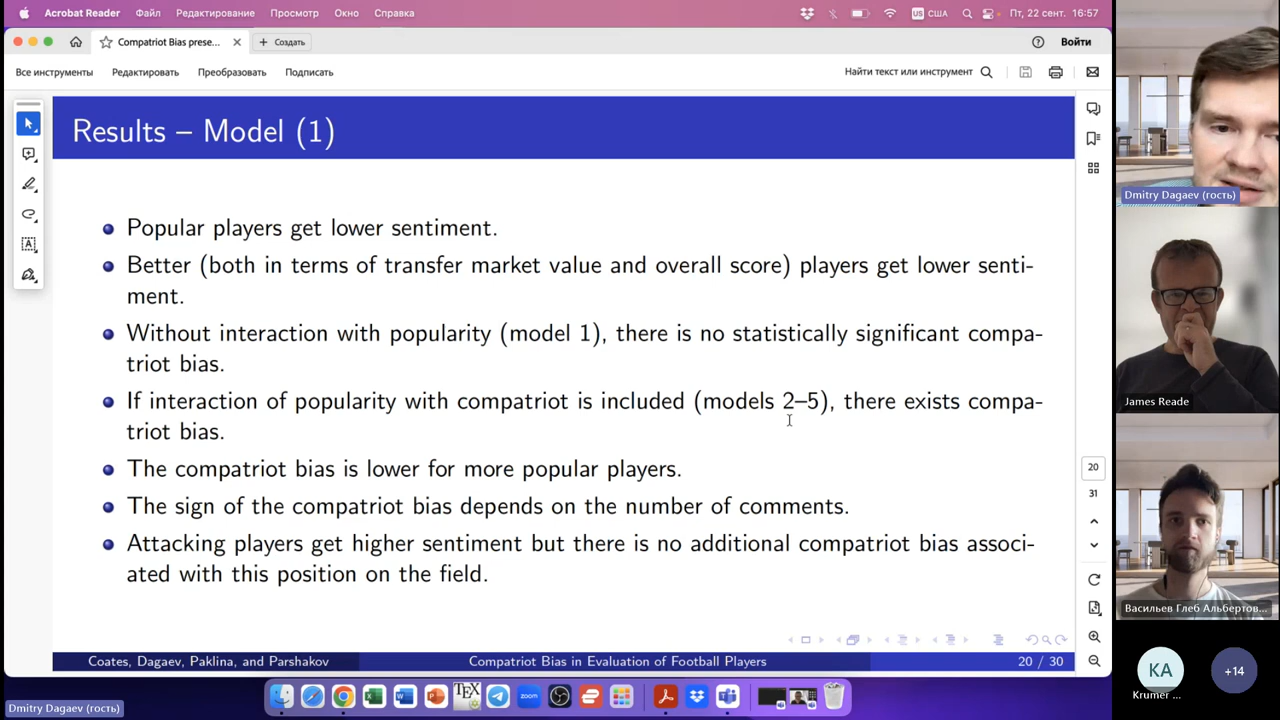 Acrobat Reader Файл Редактирование Просмотр Окно Справка США Пт, 22 сент. 16:57
Compatriot Bias prese... Создать Войти
Все инструменты Редактировать Преобразовать Подписать Найти текст или инструмент
Results – Model (1)
Popular players get lower sentiment.
Better (both in terms of transfer market value and overall score) players get lower senti-
ment.
Without interaction with popularity (model 1), there is no statistically significant compa-
triot bias.
If interaction of popularity with compatriot is included (models 2–5), there exists compa-
triot bias.
The compatriot bias is lower for more popular players.
The sign of the compatriot bias depends on the number of comments.
Attacking players get higher sentiment but there is no additional compatriot bias associ-
ated with this position on the field.
Coates, Dagaev, Paklina, and Parshakov Compatriot Bias in Evaluation of Football Players 20 / 30
20
31
TEX zoom
Dmitry Dagaev (гость)
Dmitry Dagaev (гость)
James Reade
Васильев Глеб Альбертов...
KA
Krumer ...
+14